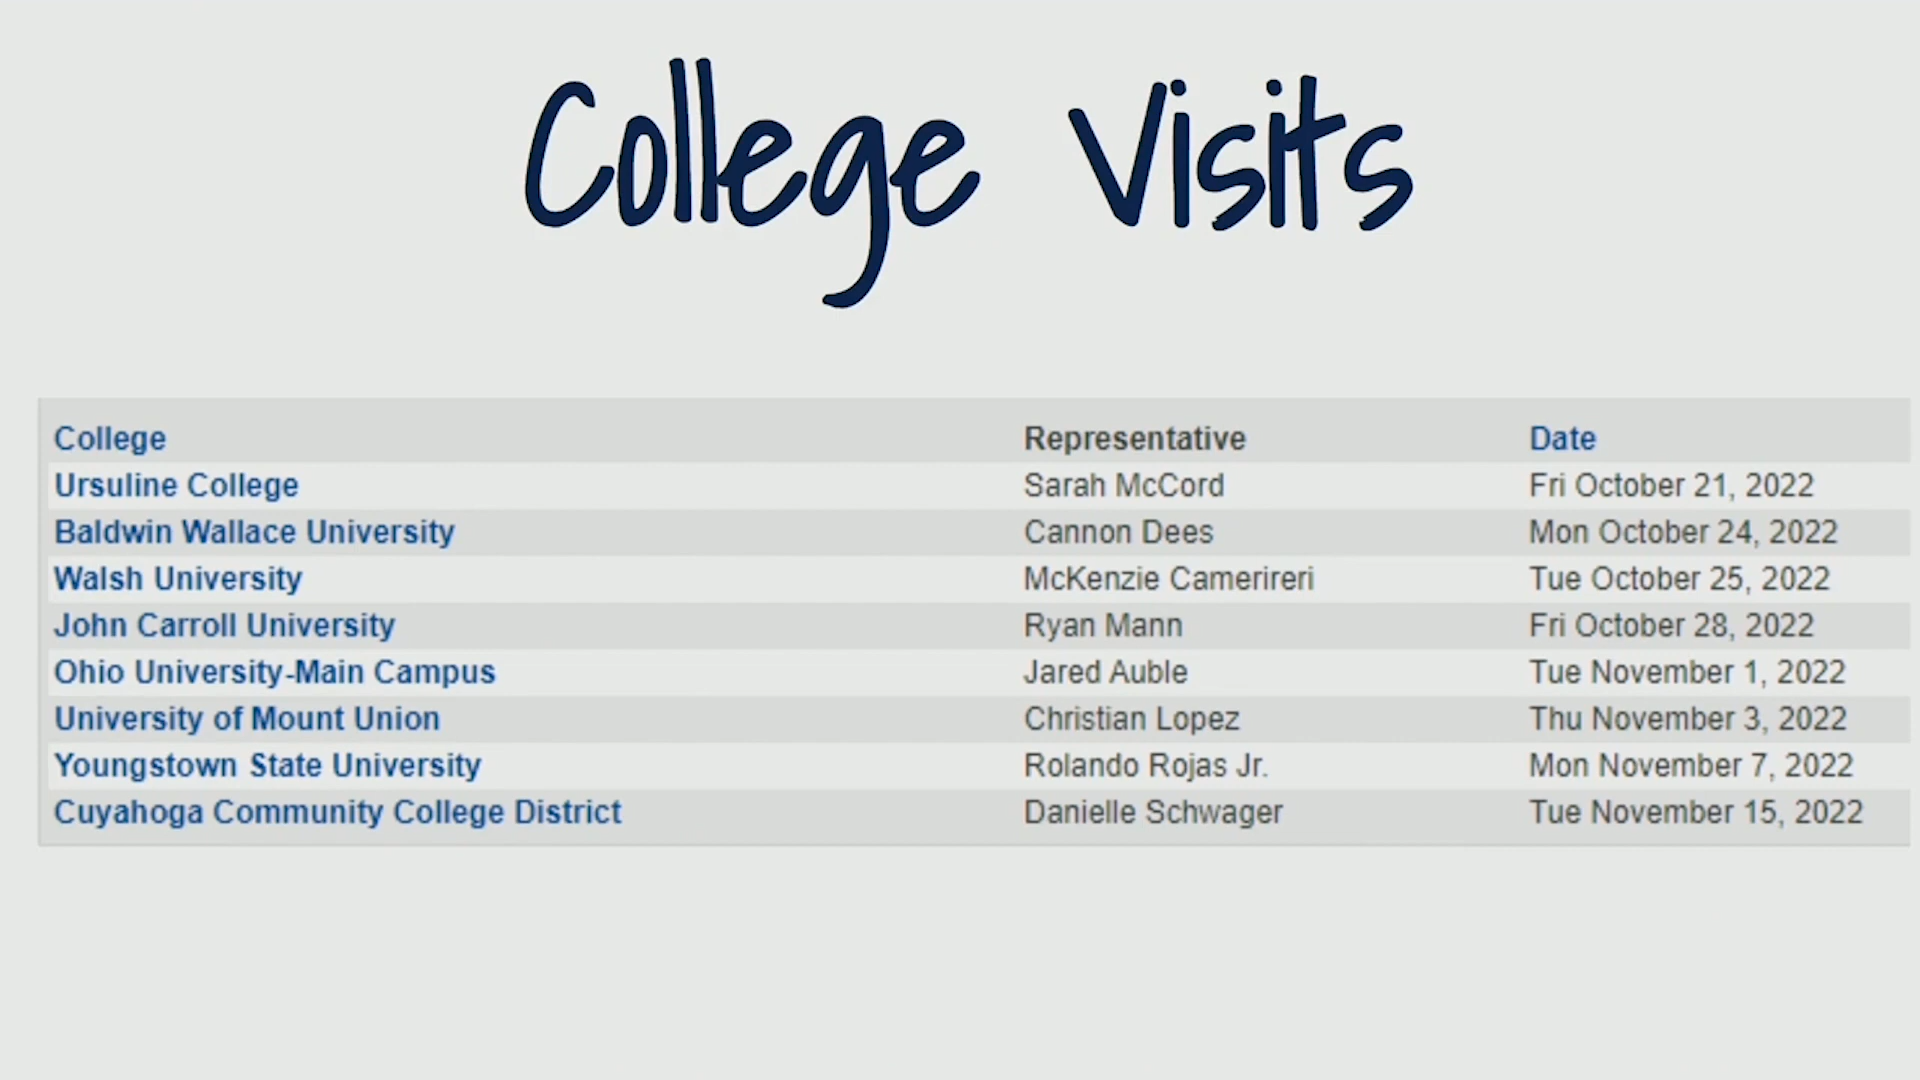 College Visits
College Representative Date
Ursuline College Sarah McCord Fri October 21, 2022
Baldwin Wallace University Cannon Dees Mon October 24, 2022
Walsh University McKenzie Camerireri Tue October 25, 2022
John Carroll University Ryan Mann Fri October 28, 2022
Ohio University-Main Campus Jared Auble Tue November 1, 2022
University of Mount Union Christian Lopez Thu November 3, 2022
Youngstown State University Rolando Rojas Jr. Mon November 7, 2022
Cuyahoga Community College District Danielle Schwager Tue November 15, 2022